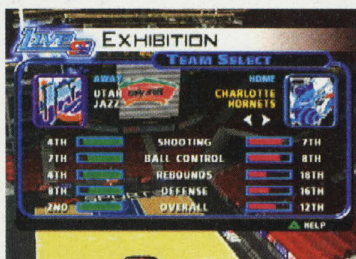 LIVE 99 EXHIBITION
TEAM SELECT
AWAY
UTAH
JAZZ
HOME
CHARLOTTE
HORNETS
4TH SHOOTING 7TH
7TH BALL CONTROL 8TH
4TH REBOUNDS 18TH
8TH DEFENSE 16TH
2ND OVERALL 12TH
HELP